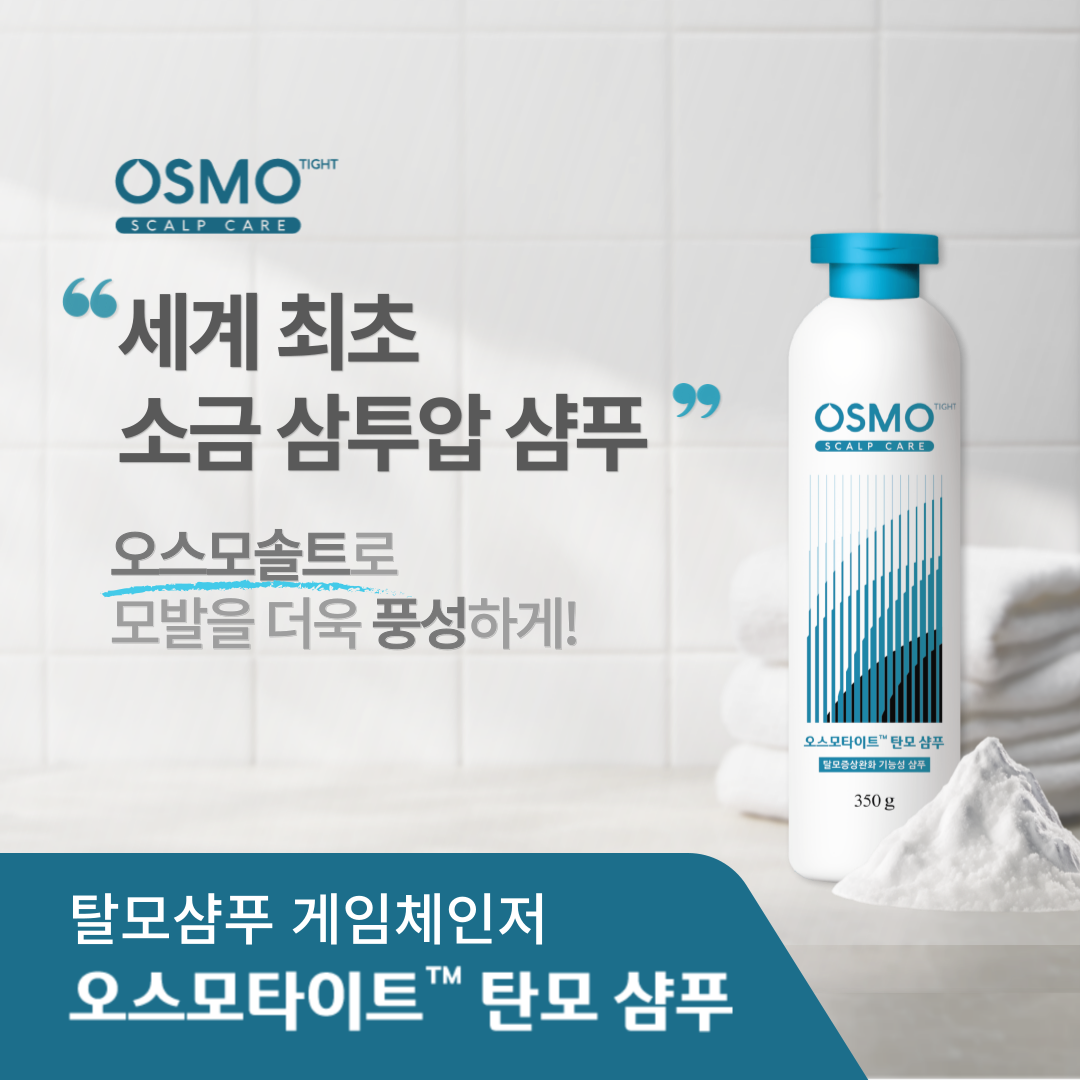 OSMO TIGHT
SCALP CARE
“세계 최초
소금 삼투압 샴푸”
오스모솔트로
모발을 더욱 풍성하게!
OSMO TIGHT
SCALP CARE
오스모타이트™ 탄모 샴푸
탈모증상완화 기능성 샴푸
350 g
탈모샴푸 게임체인저
오스모타이트™ 탄모 샴푸